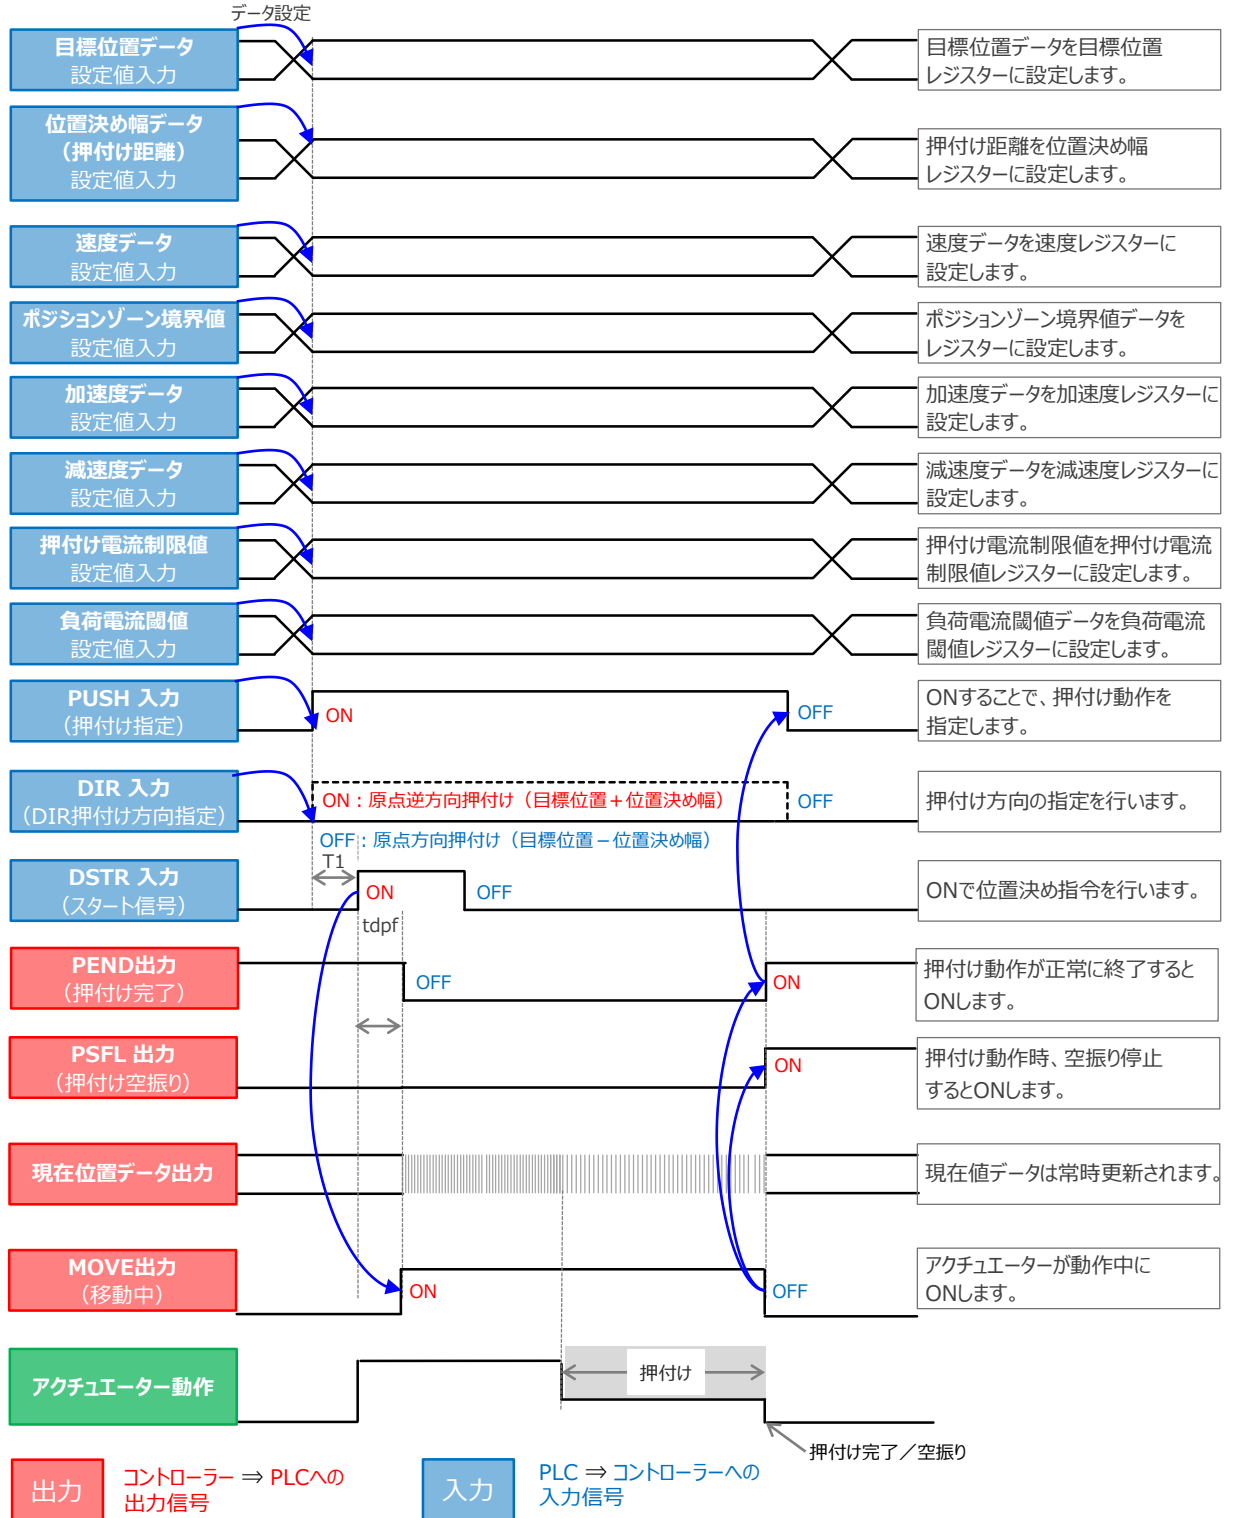 データ設定
目標位置データ
設定値入力
目標位置データを目標位置
レジスターに設定します。
位置決め幅データ
（押付け距離）
設定値入力
押付け距離を位置決め幅
レジスターに設定します。
速度データ
設定値入力
速度データを速度レジスターに
設定します。
ポジションゾーン境界値
設定値入力
ポジションゾーン境界値データを
レジスターに設定します。
加速度データ
設定値入力
加速度データを加速度レジスターに
設定します。
減速度データ
設定値入力
減速度データを減速度レジスターに
設定します。
押付け電流制限値
設定値入力
押付け電流制限値を押付け電流
制限値レジスターに設定します。
負荷電流閾値
設定値入力
負荷電流閾値データを負荷電流
閾値レジスターに設定します。
PUSH 入力
（押付け指定）
ON
OFF
ONすることで、押付け動作を
指定します。
DIR 入力
（DIR押付け方向指定）
ON：原点逆方向押付け（目標位置＋位置決め幅）
OFF
押付け方向の指定を行います。
OFF：原点方向押付け（目標位置－位置決め幅）
T1
DSTR 入力
（スタート信号）
ON
OFF
ONで位置決め指令を行います。
tdpf
PEND出力
（押付け完了）
OFF
ON
押付け動作が正常に終了すると
ONします。
PSFL 出力
（押付け空振り）
ON
押付け動作時、空振り停止
するとONします。
現在位置データ出力
現在値データは常時更新されます。
MOVE出力
（移動中）
ON
OFF
アクチュエーターが動作中に
ONします。
アクチュエーター動作
押付け
押付け完了／空振り
出力
コントローラー ⇒ PLCへの
出力信号
入力
PLC ⇒ コントローラーへの
入力信号